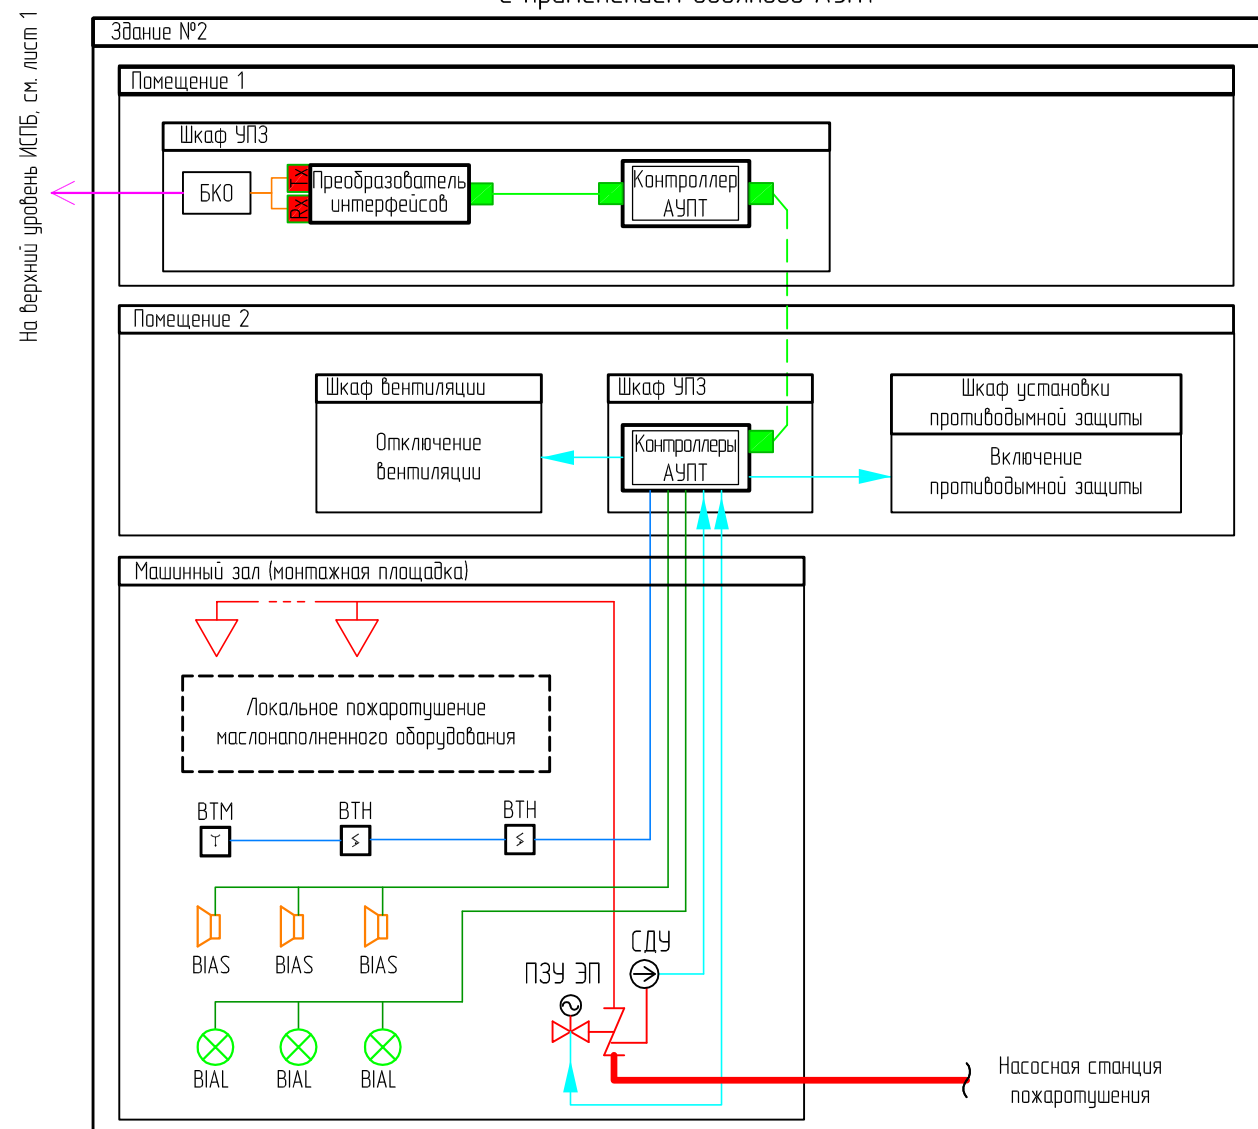 Здание №2
На верхний уровень ИСПБ, см. лист 1
Помещение 1
Шкаф УПЗ
БКО
TX
RX
Преобразователь
интерфейсов
Контроллер
АУПТ
Помещение 2
Шкаф вентиляции
Отключение
вентиляции
Шкаф УПЗ
Контроллеры
АУПТ
Шкаф установки
противодымной защиты
Включение
противодымной защиты
Машинный зал (монтажная площадка)
Локальное пожаротушение
маслонаполненного оборудования
BTM
BTH
BTH
BIAS
BIAS
BIAS
BIAL
BIAL
BIAL
ПЗУ ЭП
СДУ
Насосная станция
пожаротушения